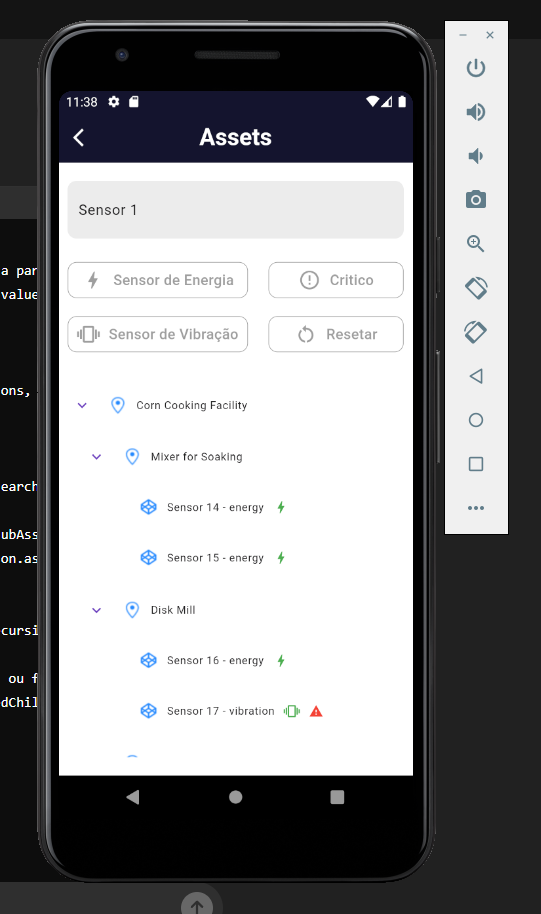 11:38
Assets
Sensor 1
Sensor de Energia
Critico
Sensor de Vibração
Resetar
Corn Cooking Facility
Mixer for Soaking
Sensor 14 - energy
Sensor 15 - energy
Disk Mill
Sensor 16 - energy
Sensor 17 - vibration
a par
value
ons,
earch
ubAss
on.as
cursi
ou f
dChil